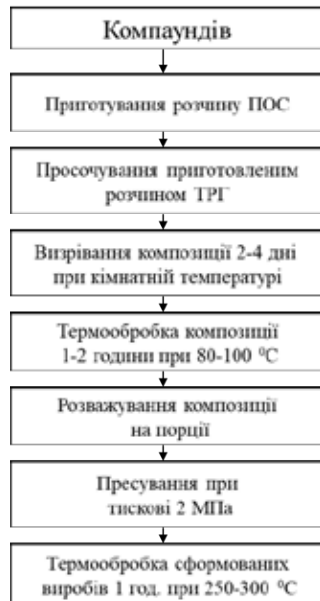 Компаундів
Приготування розчину ПОС
Просочування приготовленим
розчином ТРГ
Визрівання композиції 2-4 дні
при кімнатній температурі
Термообробка композиції
1-2 години при 80-100 ⁰С
Розважування композиції
на порції
Пресування при
тискові 2 МПа
Термообробка сформованих
виробів 1 год. при 250-300 ⁰С